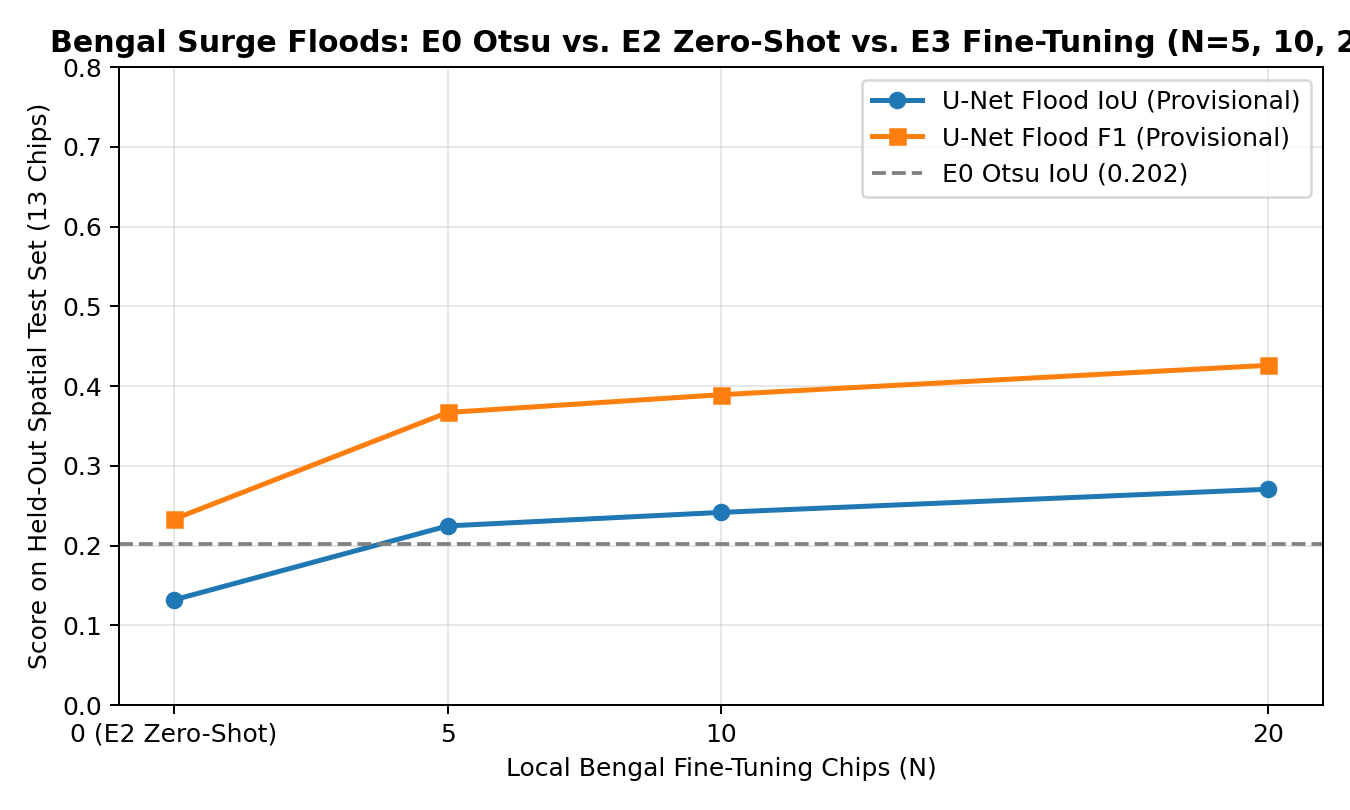 Bengal Surge Floods: E0 Otsu vs. E2 Zero-Shot vs. E3 Fine-Tuning (N=5, 10, 2
U-Net Flood IoU (Provisional)
U-Net Flood F1 (Provisional)
E0 Otsu IoU (0.202)
Score on Held-Out Spatial Test Set (13 Chips)
0.8
0.7
0.6
0.5
0.4
0.3
0.2
0.1
0.0
0 (E2 Zero-Shot)
5
10
20
Local Bengal Fine-Tuning Chips (N)